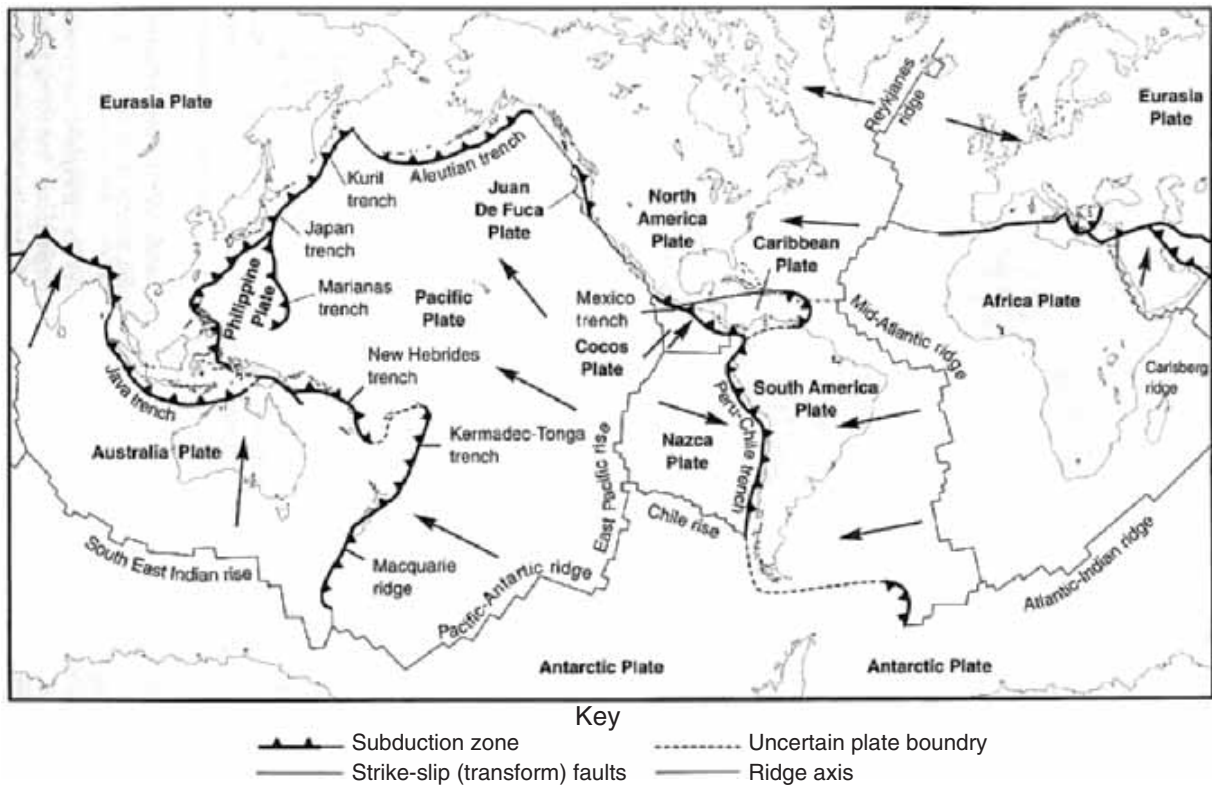 Eurasia Plate
Reykjanes
ridge
Eurasia
Plate
Aleutian trench
Kuril
trench
Juan
De Fuca
Plate
North
America
Plate
Japan
trench
Caribbean
Plate
Philippine
Plate
Marianas
trench
Pacific
Plate
Mexico
trench
Africa Plate
Mid-Atlantic ridge
New Hebrides
trench
Cocos
Plate
Carlsberg
ridge
Java trench
Peru-Chile trench
South America
Plate
Australia Plate
Kermadec-Tonga
trench
Nazca
Plate
East Pacific rise
Chile rise
South East Indian rise
Macquarie
ridge
Pacific-Antartic ridge
Atlantic-Indian ridge
Antarctic Plate
Antarctic Plate
Key
Subduction zone
Uncertain plate boundry
Strike-slip (transform) faults
Ridge axis